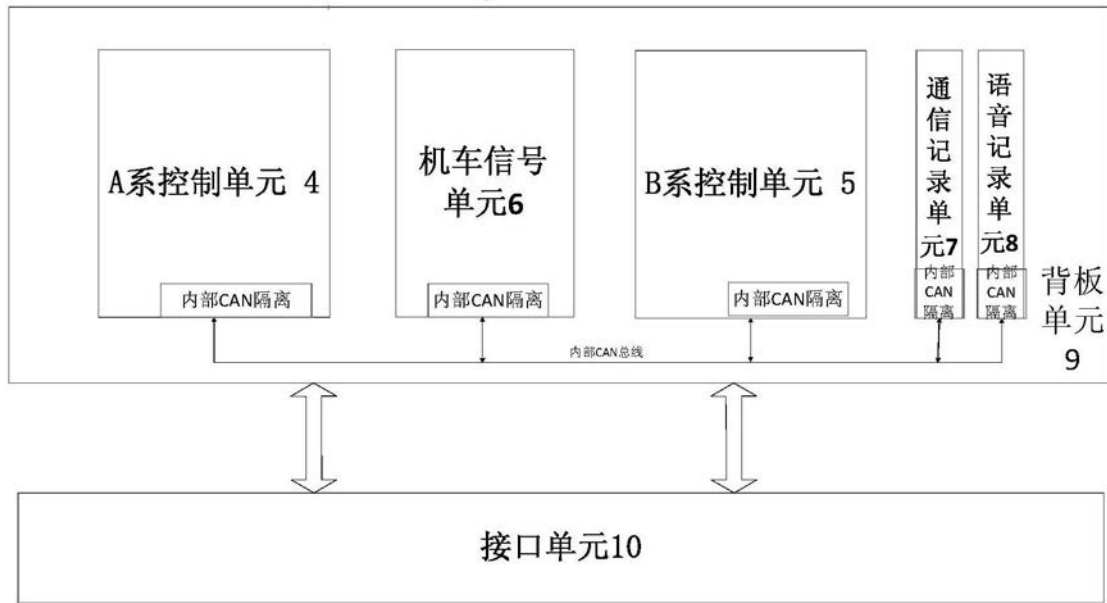 A系控制单元 4
机车信号
单元6
B系控制单元 5
通信记录单元7
语音记录单元8
内部CAN隔离
内部CAN隔离
内部CAN隔离
内部
CAN
隔离
内部
CAN
隔离
背板
单元
9
内部CAN总线
接口单元10